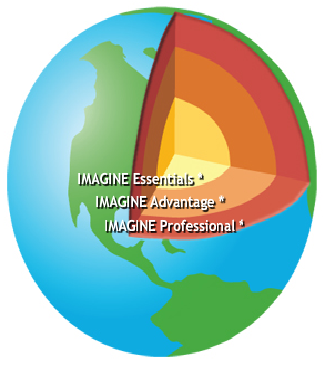 IMAGINE Essentials *
IMAGINE Advantage *
IMAGINE Professional *